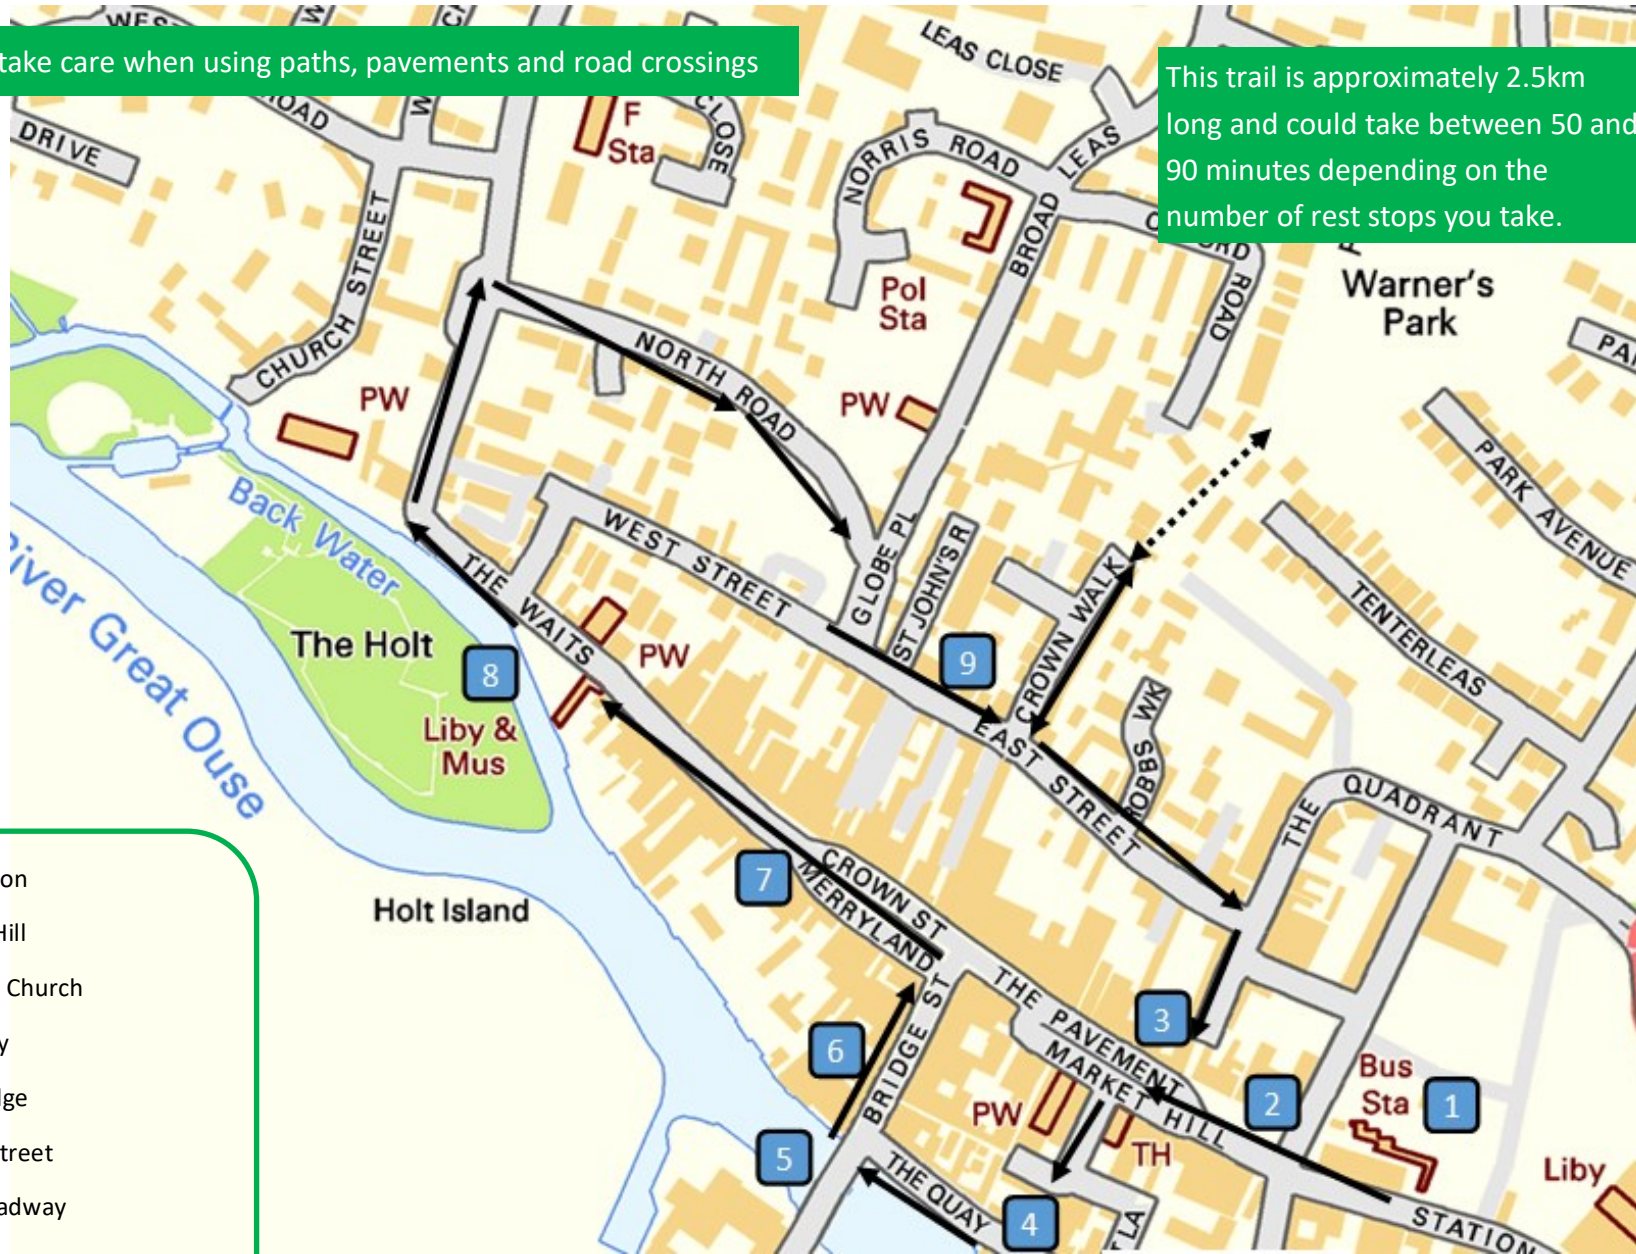 take care when using paths, pavements and road crossings
This trail is approximately 2.5km
long and could take between 50 and
90 minutes depending on the
number of rest stops you take.
LEAS CLOSE
ROAD
DRIVE
F
Sta
CLOSE
NORRIS ROAD
BROAD LEAS
ROAD
CHURCH STREET
Pol
Sta
Warner's
Park
PW
NORTH ROAD
PW
PARK AVENUE
Back Water
WEST STREET
GLOBE PL
ST JOHN'S R
CROWN WALK
TENTERLEAS
River Great Ouse
The Holt
THE WAITS
8
PW
9
Liby &
Mus
EAST STREET
ROBBS WK
THE QUADRANT
7
CROWN ST
MERRYLAND
Holt Island
THE PAVEMENT
MARKET HILL
3
6
BRIDGE ST
Bus
Sta
1
2
PW
TH
5
THE QUAY
4
Liby
STATION
on
Hill
Church
y
dge
treet
adway